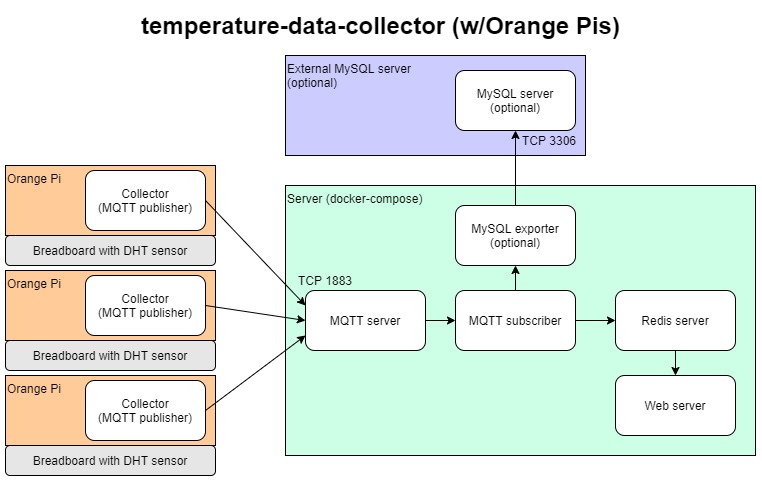 temperature-data-collector (w/Orange Pis)
External MySQL server
(optional)
MySQL server
(optional)
TCP 3306
Orange Pi
Collector
(MQTT publisher)
Breadboard with DHT sensor
Orange Pi
Collector
(MQTT publisher)
Breadboard with DHT sensor
Orange Pi
Collector
(MQTT publisher)
Breadboard with DHT sensor
Server (docker-compose)
MySQL exporter
(optional)
TCP 1883
MQTT server
MQTT subscriber
Redis server
Web server